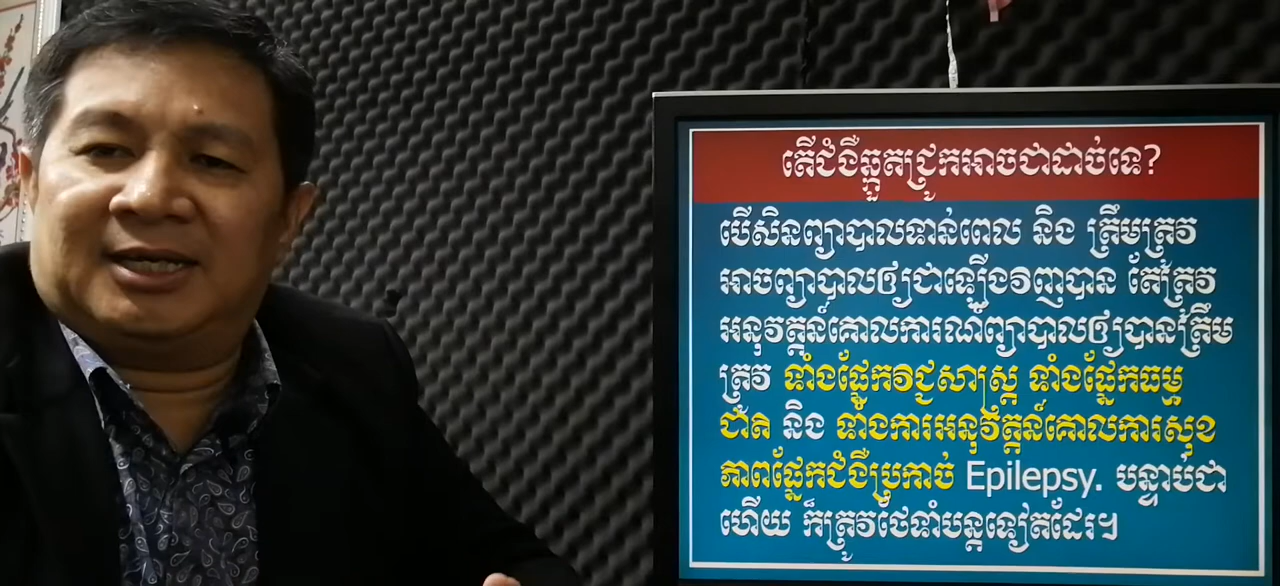 តើជំងឺឆ្កួតជ្រូកអាចជាដាច់ទេ?
បើសិនព្យាបាលទាន់ពេល និង ត្រឹមត្រូវ
អាចព្យាបាលឲ្យជាឡើងវិញបាន តែត្រូវ
អនុវត្តន៍គោលការណ៍ព្យាបាលឲ្យបានត្រឹម
ត្រូវ ទាំងផ្នែកវិជ្ជសាស្ត្រ ទាំងផ្នែកធម្ម
ជាតិ និង ទាំងការអនុវត្តន៍គោលការសុខ
ភាពផ្នែកជំងឺប្រកាច់ Epilepsy. បន្ទាប់ជា
ហើយ ក៏ត្រូវថែទាំបន្តទៀតដែរ។